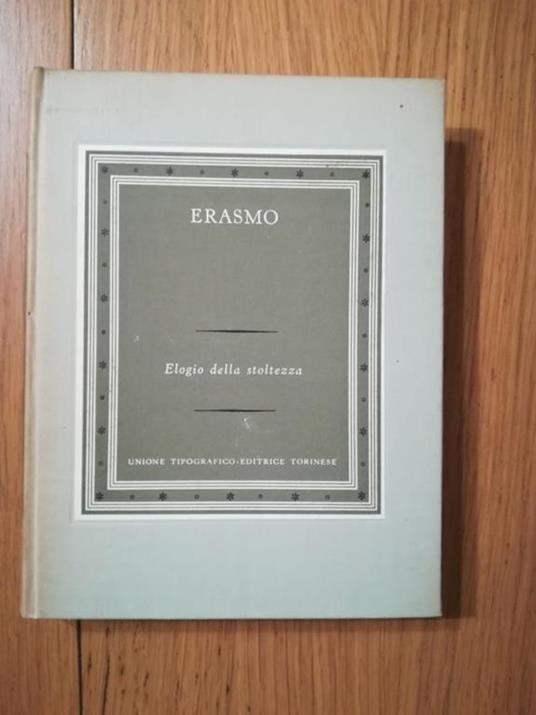 ERASMO
Elogio della stoltezza
UNIONE TIPOGRAFICO-EDITRICE TORINESE